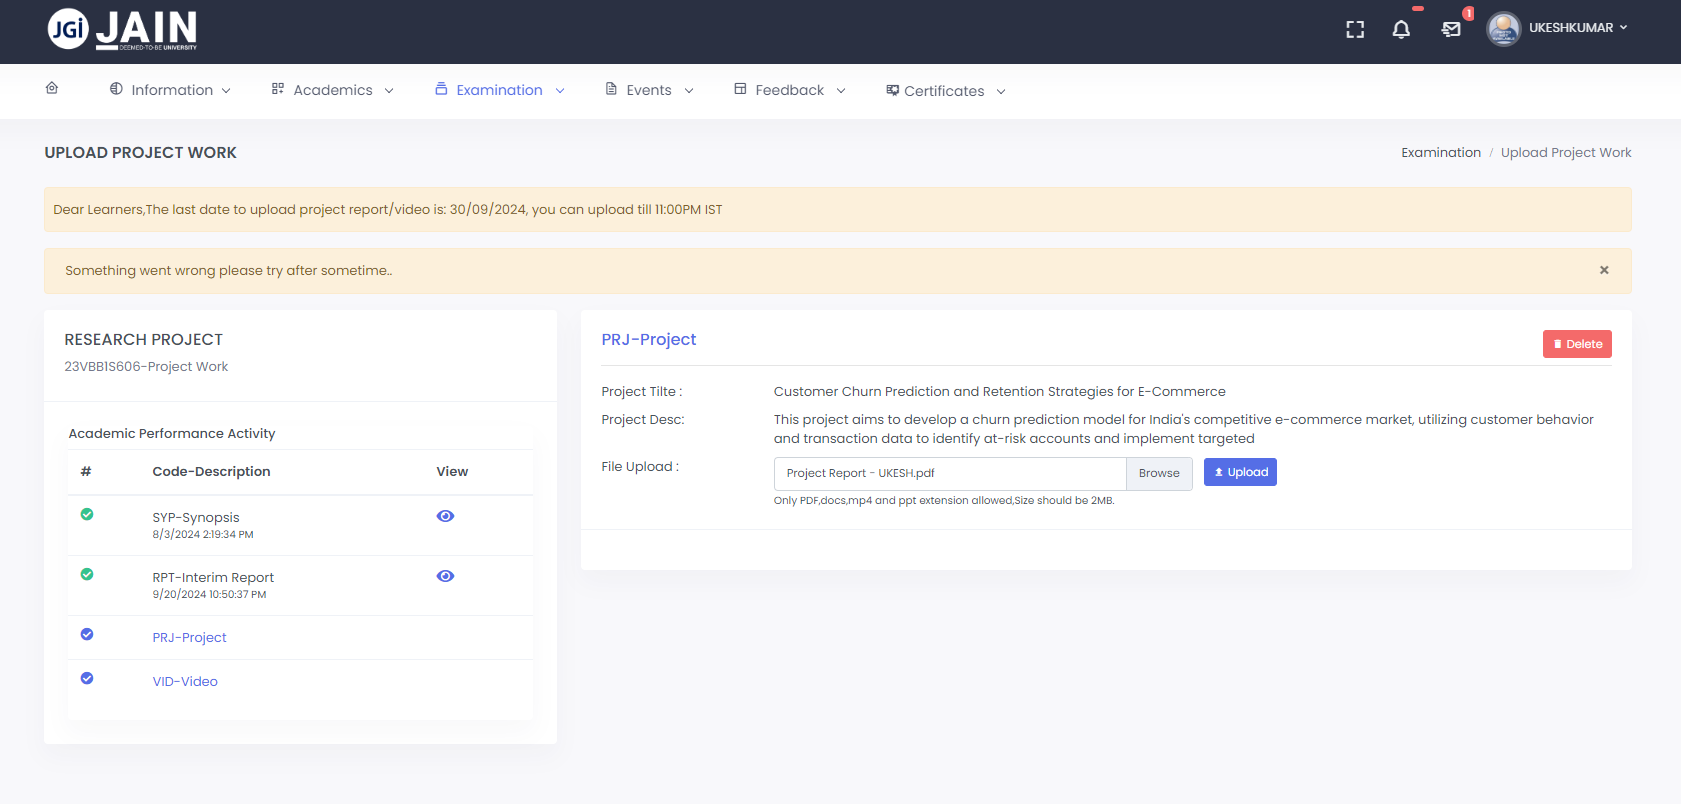 JGi JAIN
DEEMED-TO-BE UNIVERSITY
1
UKESHKUMAR
Information
Academics
Examination
Events
Feedback
Certificates
UPLOAD PROJECT WORK
Examination / Upload Project Work
Dear Learners,The last date to upload project report/video is: 30/09/2024, you can upload till 11:00PM IST
Something went wrong please try after sometime..
×
RESEARCH PROJECT
23VBB1S606-Project Work
Academic Performance Activity
# Code-Description View
SYP-Synopsis
8/3/2024 2:19:34 PM
RPT-Interim Report
9/20/2024 10:50:37 PM
PRJ-Project
VID-Video
PRJ-Project
Delete
Project Tilte : Customer Churn Prediction and Retention Strategies for E-Commerce
Project Desc: This project aims to develop a churn prediction model for India's competitive e-commerce market, utilizing customer behavior
and transaction data to identify at-risk accounts and implement targeted
File Upload : Project Report - UKESH.pdf Browse Upload
Only PDF,docs,mp4 and ppt extension allowed,Size should be 2MB.